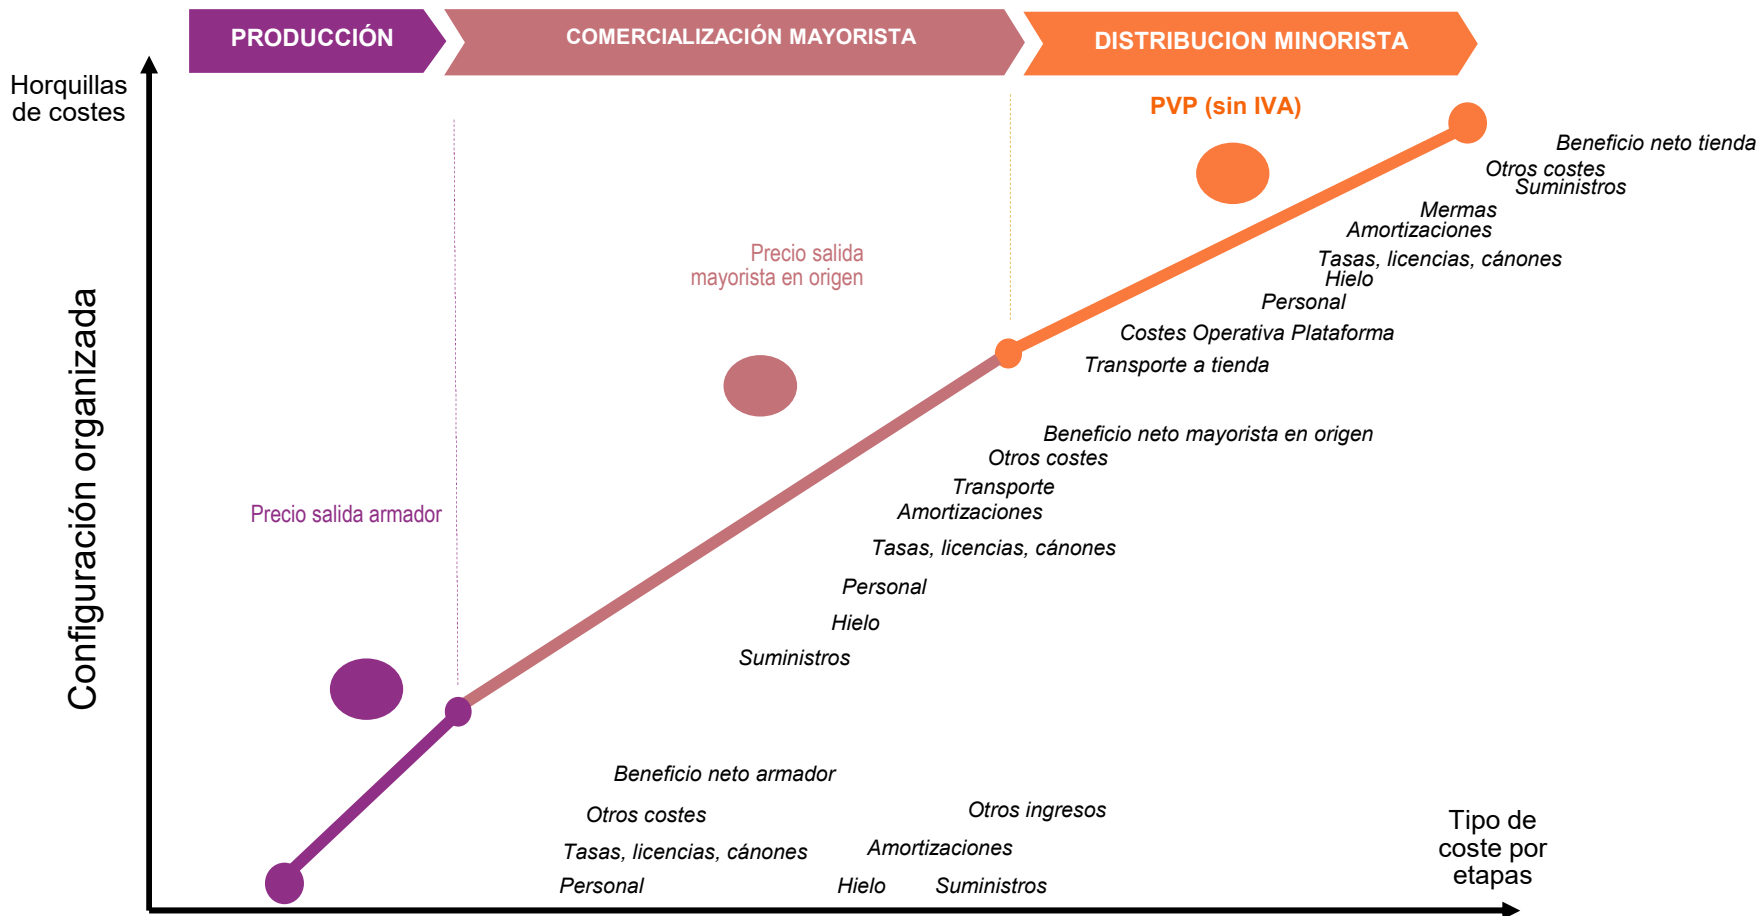 PRODUCCIÓN
COMERCIALIZACIÓN MAYORISTA
DISTRIBUCION MINORISTA
Horquillas
de costes
PVP (sin IVA)
Beneficio neto tienda
Otros costes
Suministros
Mermas
Amortizaciones
Tasas, licencias, cánones
Hielo
Personal
Costes Operativa Plataforma
Transporte a tienda
Precio salida
mayorista en origen
Beneficio neto mayorista en origen
Otros costes
Transporte
Amortizaciones
Tasas, licencias, cánones
Personal
Hielo
Suministros
Configuración organizada
Precio salida armador
Beneficio neto armador
Otros costes
Otros ingresos
Tasas, licencias, cánones
Amortizaciones
Personal
Hielo
Suministros
Tipo de
coste por
etapas